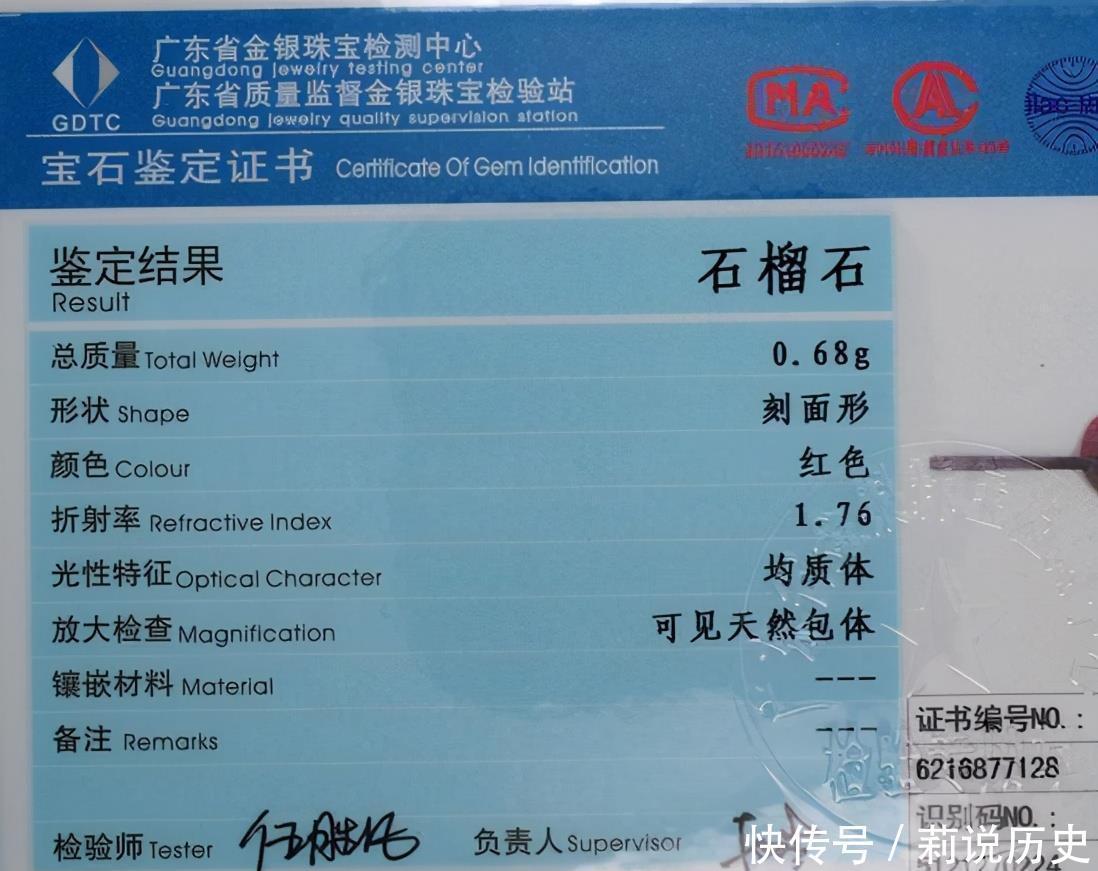 广东省金银珠宝检测中心
Guangdong jewelry testing center
广东省质量监督金银珠宝检验站
Guangdong jewelry quality supervision station
GDTC
宝石鉴定证书 Certificate Of Gem Identification
MA
鉴定结果 石榴石
Result
总质量 Total Weight 0.68g
形状 Shape 刻面形
颜色 Colour 红色
折射率 Refractive Index 1.76
光性特征 Optical Character 均质体
放大检查 Magnification 可见天然包体
镶嵌材料 Material ---
备注 Remarks ---
证书编号NO.:
6216877128
识别码NO.:
检验师 Tester 负责人 Supervisor
快传号 / 莉说历史